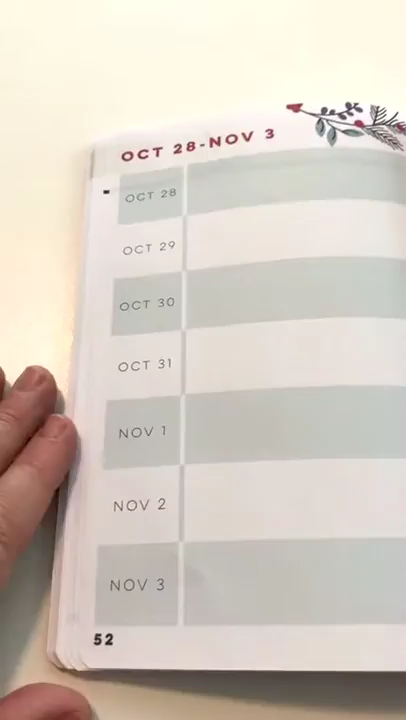 OCT 28-NOV 3
OCT 28
OCT 29
OCT 30
OCT 31
NOV 1
NOV 2
NOV 3
52